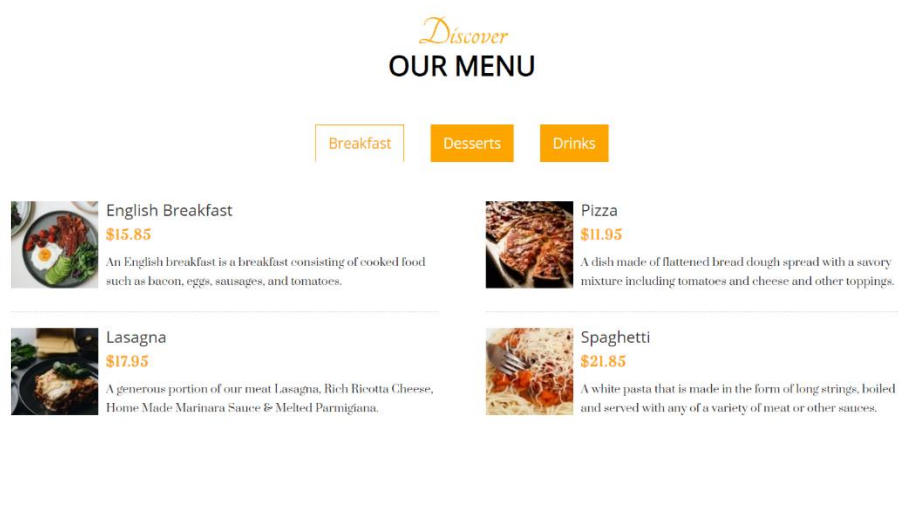 Discover
OUR MENU
Breakfast
Desserts
Drinks
English Breakfast
$15.85
An English breakfast is a breakfast consisting of cooked food
such as bacon, eggs, sausages, and tomatoes.
Pizza
$11.95
A dish made of flattened bread dough spread with a savory
mixture including tomatoes and cheese and other toppings.
Lasagna
$17.95
A generous portion of our meat Lasagna, Rich Ricotta Cheese,
Home Made Marinara Sauce & Melted Parmigiana.
Spaghetti
$21.85
A white pasta that is made in the form of long strings, boiled
and served with any of a variety of meat or other sauces.